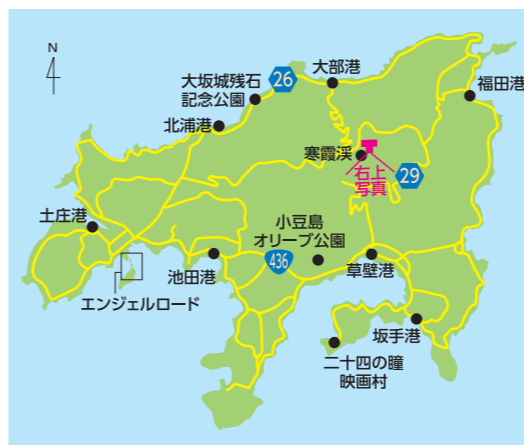 N
大坂城残石
記念公園
26
大部港
福田港
北浦港
寒霞渓
右上
写真
29
土庄港
小豆島
オリーブ公園
436
草壁港
池田港
エンジェルロード
坂手港
二十四の瞳
映画村